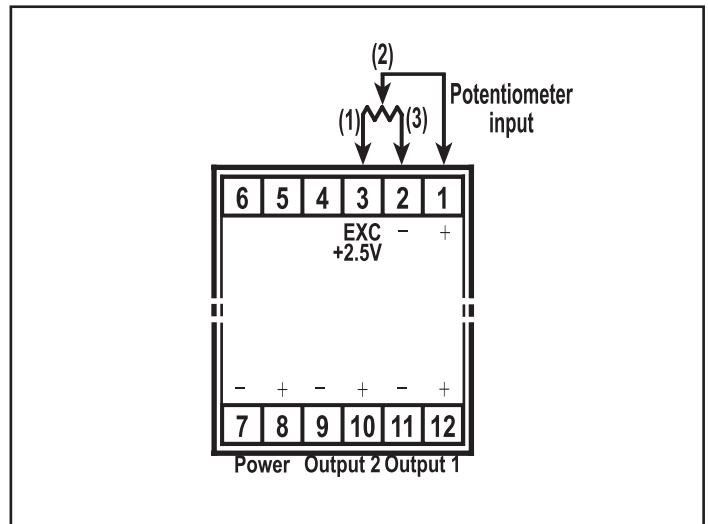 (2)
Potentiometer
input
(1) (3)
6 5 4 3 2 1
EXC − +
+2.5V
− + − + − +
7 8 9 10 11 12
Power Output 2 Output 1